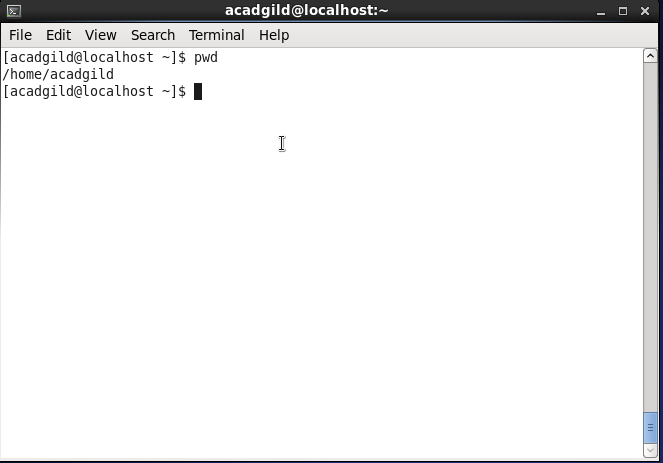 acadgild@localhost:~
File Edit View Search Terminal Help
[acadgild@localhost ~]$ pwd
/home/acadgild
[acadgild@localhost ~]$